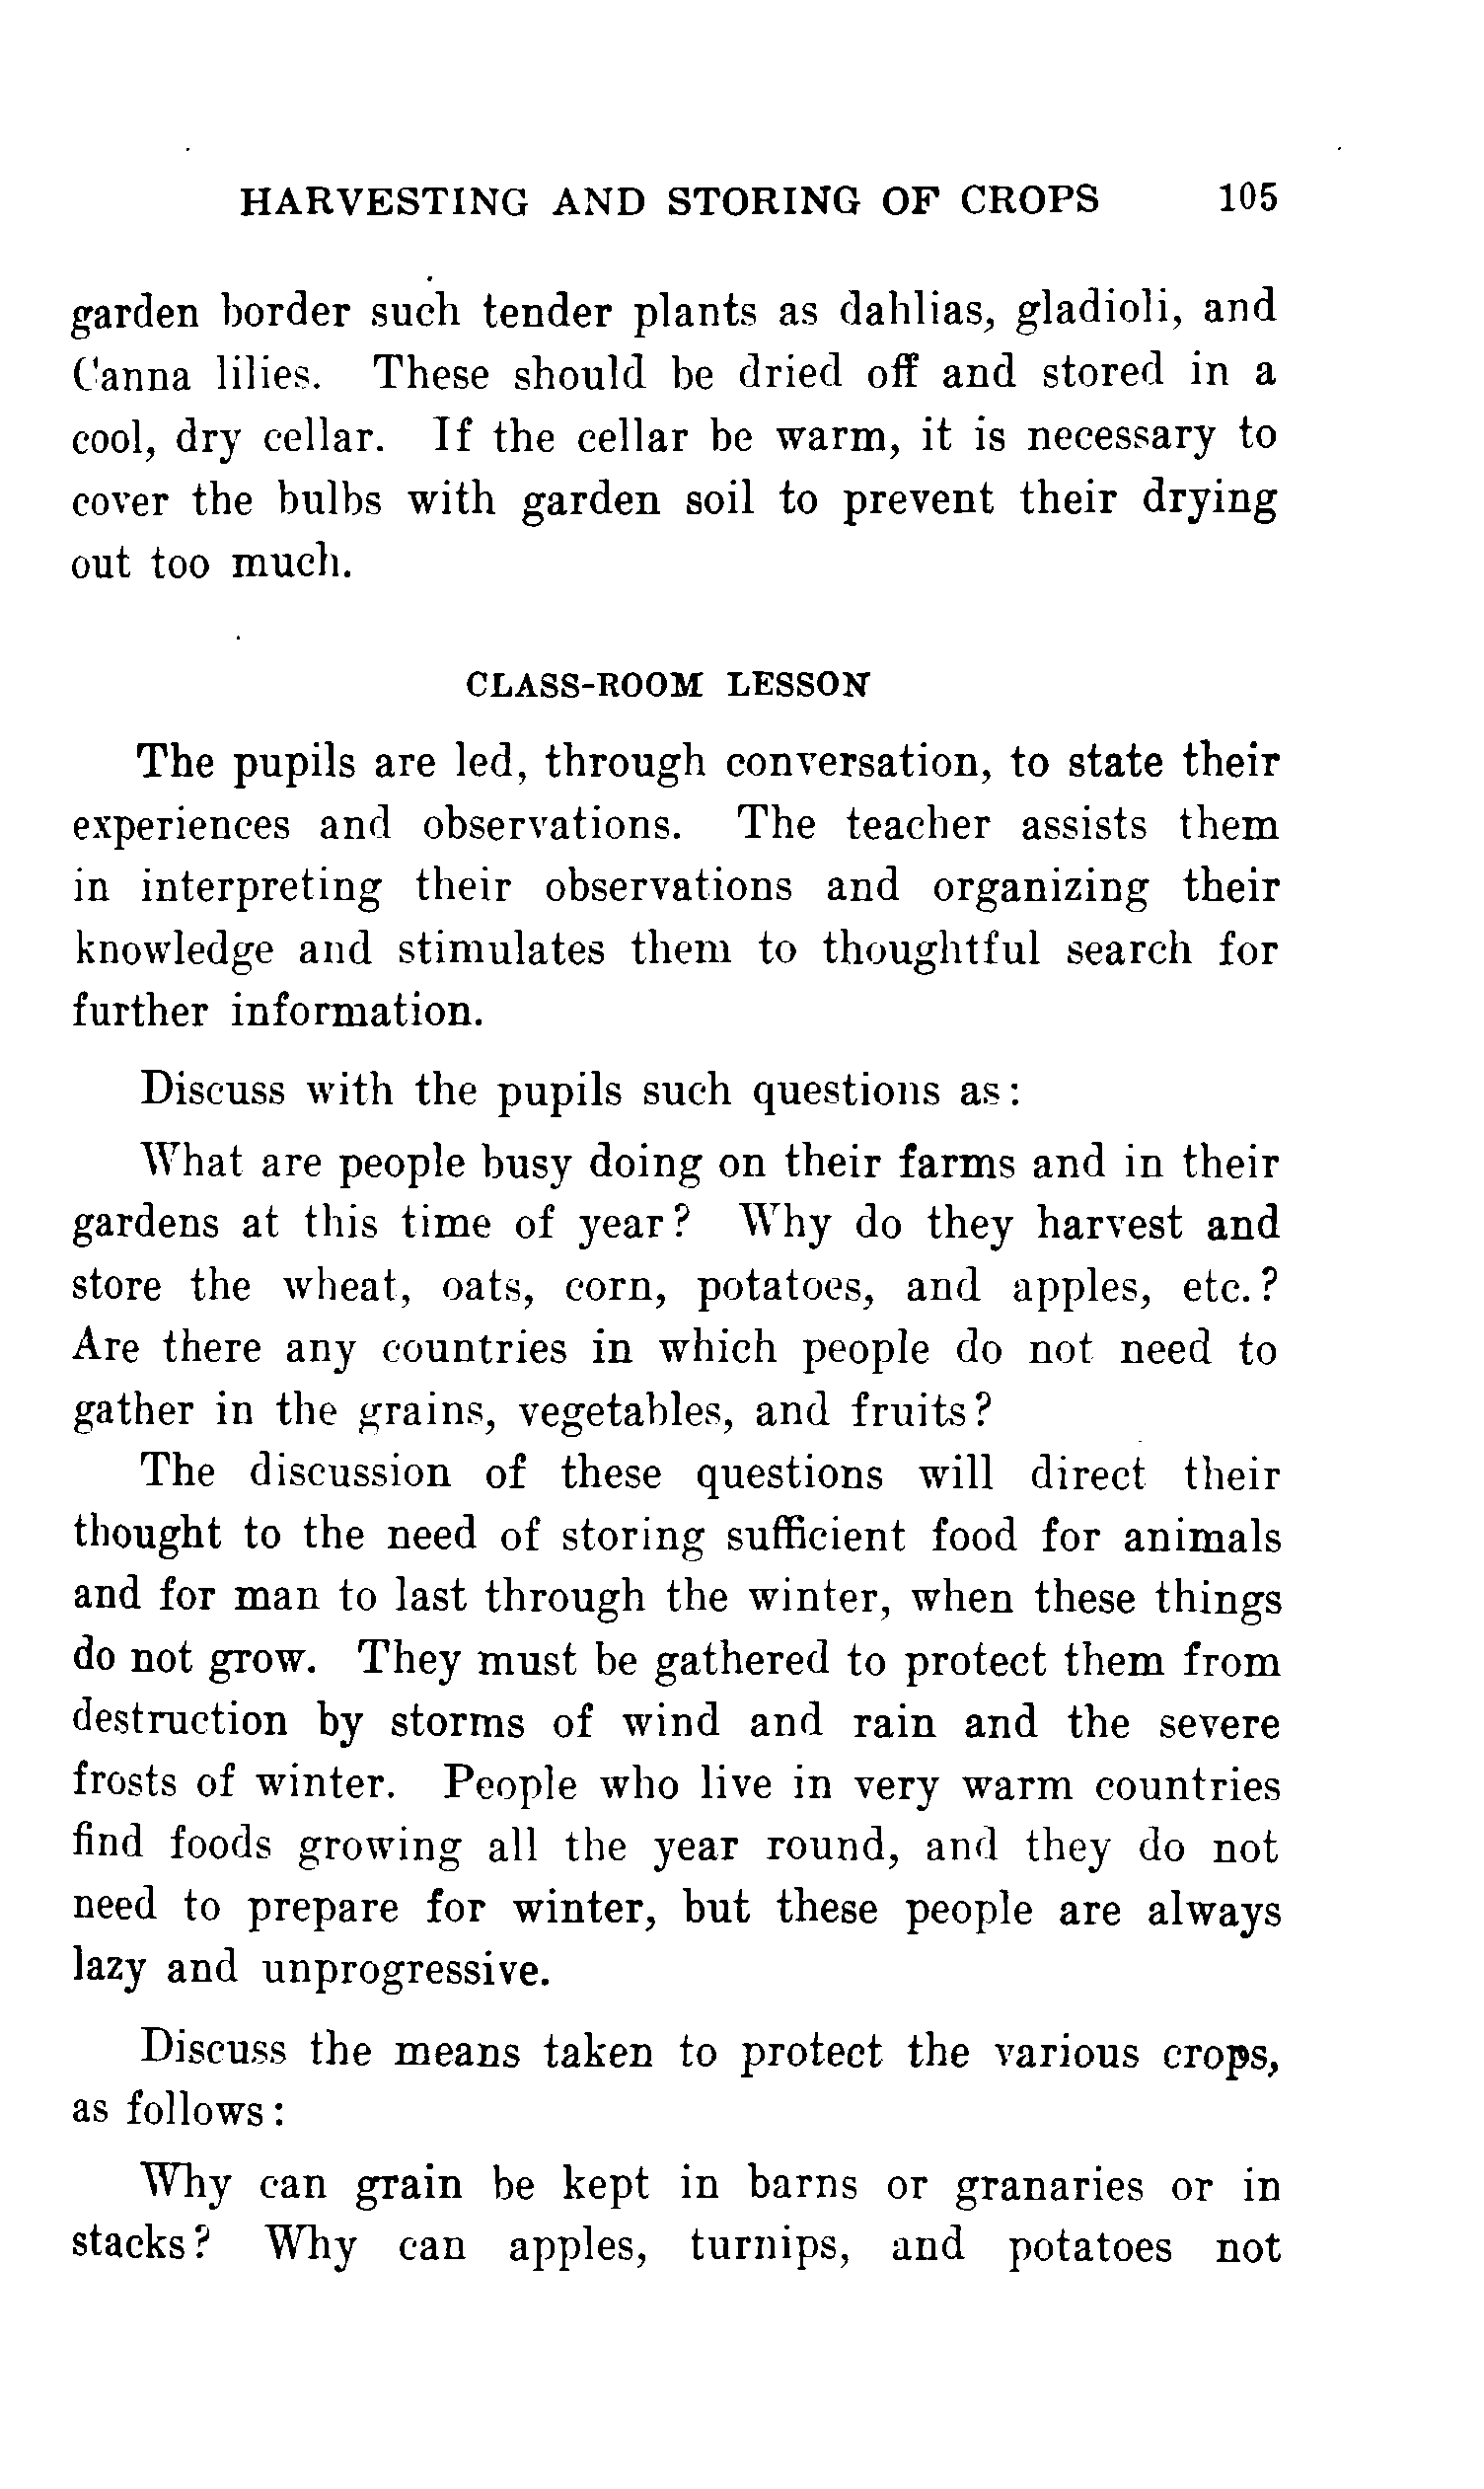 HARVESTING AND STORING OF CROPS 105
garden border such tender plants as dahlias, gladioli, and
Canna lilies. These should be dried off and stored in a
cool, dry cellar. If the cellar be warm, it is necessary to
cover the bulbs with garden soil to prevent their drying
out too much.
CLASS-ROOM LESSON
The pupils are led, through conversation, to state their
experiences and observations. The teacher assists them
in interpreting their observations and organizing their
knowledge and stimulates them to thoughtful search for
further information.
Discuss with the pupils such questions as:
What are people busy doing on their farms and in their
gardens at this time of year? Why do they harvest and
store the wheat, oats, corn, potatoes, and apples, etc.?
Are there any countries in which people do not need to
gather in the grains, vegetables, and fruits?
The discussion of these questions will direct their
thought to the need of storing sufficient food for animals
and for man to last through the winter, when these things
do not grow. They must be gathered to protect them from
destruction by storms of wind and rain and the severe
frosts of winter. People who live in very warm countries
find foods growing all the year round, and they do not
need to prepare for winter, but these people are always
lazy and unprogressive.
Discuss the means taken to protect the various crops,
as follows:
Why can grain be kept in barns or granaries or in
stacks? Why can apples, turnips, and potatoes not